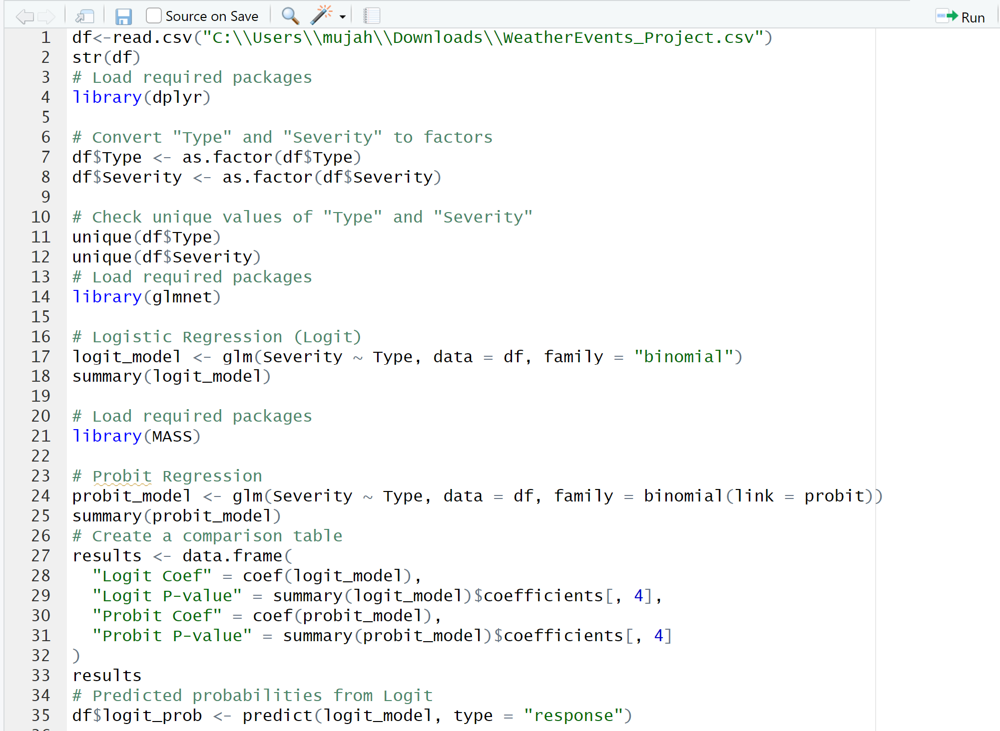 Source on Save
Run
1 df<-read.csv("C:\\Users\\mujah\\Downloads\\WeatherEvents_Project.csv")
2 str(df)
3 # Load required packages
4 library(dplyr)
5
6 # Convert "Type" and "Severity" to factors
7 df$Type <- as.factor(df$Type)
8 df$Severity <- as.factor(df$Severity)
9
10 # Check unique values of "Type" and "Severity"
11 unique(df$Type)
12 unique(df$Severity)
13 # Load required packages
14 library(glmnet)
15
16 # Logistic Regression (Logit)
17 logit_model <- glm(Severity ~ Type, data = df, family = "binomial")
18 summary(logit_model)
19
20 # Load required packages
21 library(MASS)
22
23 # Probit Regression
24 probit_model <- glm(Severity ~ Type, data = df, family = binomial(link = probit))
25 summary(probit_model)
26 # Create a comparison table
27 results <- data.frame(
28   "Logit Coef" = coef(logit_model),
29   "Logit P-value" = summary(logit_model)$coefficients[, 4],
30   "Probit Coef" = coef(probit_model),
31   "Probit P-value" = summary(probit_model)$coefficients[, 4]
32 )
33 results
34 # Predicted probabilities from Logit
35 df$logit_prob <- predict(logit_model, type = "response")